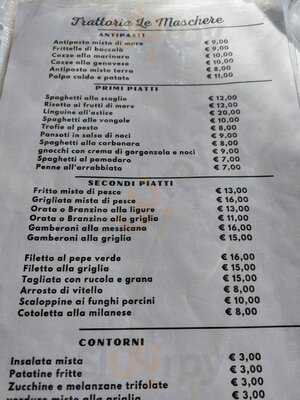 Trattoria Le Maschere
ANTIPASTI
Antipasto misto di mare € 9,00
Frittelle di baccalà € 9,00
Cozze alla marinara € 10,00
Cozze alla genovese € 10,00
Antipasto misto terra € 8,00
Polpo caldo e patate € 11,00
PRIMI PIATTI
Spaghetti allo scoglio € 12,00
Risotto ai frutti di mare € 12,00
Linguine all'astice € 20,00
Spaghetti alle vongole € 10,00
Trofie al pesto € 8,00
Pansoti in salsa di noci € 9,00
Spaghetti alla carbonara € 8,00
gnocchi con crema di gorgonzola e noci € 9,00
Spaghetti al pomodoro € 7,00
Penne all'arrabbiata € 7,00
SECONDI PIATTI
Fritto misto di pesce € 13,00
Grigliata mista di pesce € 16,00
Orata o Branzino alla ligure € 13,00
Orata o Branzino alla griglia € 11,00
Gamberoni alla messicana € 16,00
Gamberoni alla griglia € 15,00
Filetto al pepe verde € 16,00
Filetto alla griglia € 15,00
Tagliata con rucola e grana € 15,00
Arrosto di vitello € 8,00
Scaloppine ai funghi porcini € 10,00
Cotoletta alla milanese € 8,00
CONTORNI
Insalata mista € 3,00
Patatine fritte € 3,00
Zucchine e melanzane trifolate € 3,00
verdure miste alla griglia € 3,00